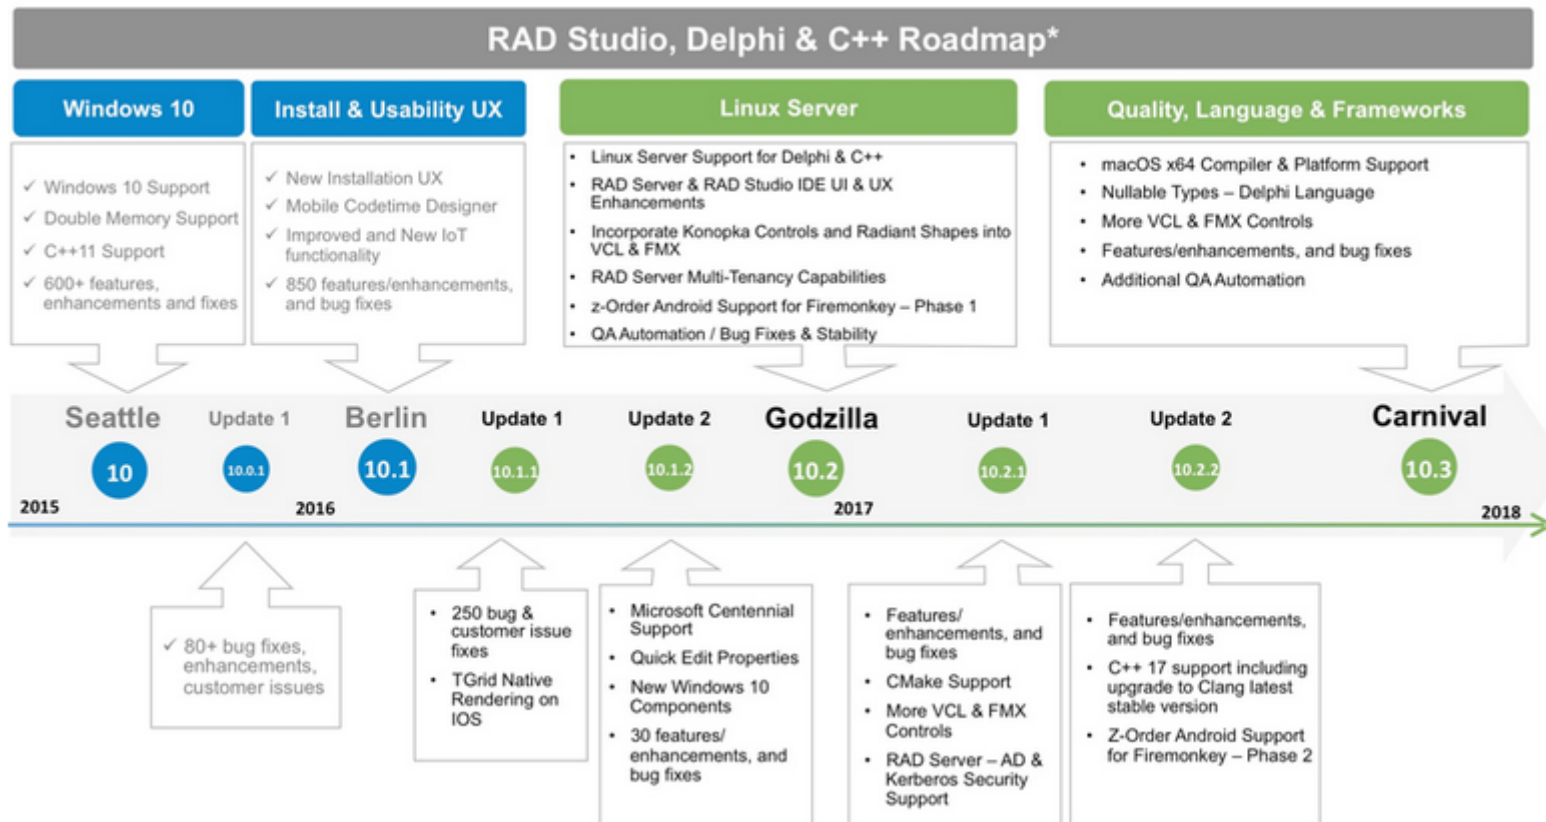 RAD Studio, Delphi & C++ Roadmap*
Windows 10
✓ Windows 10 Support
✓ Double Memory Support
✓ C++11 Support
✓ 600+ features,
enhancements and fixes
Install & Usability UX
✓ New Installation UX
✓ Mobile Codetime Designer
✓ Improved and New IoT
functionality
✓ 850 features/enhancements,
and bug fixes
Linux Server
• Linux Server Support for Delphi & C++
• RAD Server & RAD Studio IDE UI & UX
Enhancements
• Incorporate Konopka Controls and Radiant Shapes into
VCL & FMX
• RAD Server Multi-Tenancy Capabilities
• z-Order Android Support for Firemonkey – Phase 1
• QA Automation / Bug Fixes & Stability
Quality, Language & Frameworks
• macOS x64 Compiler & Platform Support
• Nullable Types – Delphi Language
• More VCL & FMX Controls
• Features/enhancements, and bug fixes
• Additional QA Automation
Seattle
10
Update 1
10.0.1
Berlin
10.1
Update 1
10.1.1
Update 2
10.1.2
Godzilla
10.2
Update 1
10.2.1
Update 2
10.2.2
Carnival
10.3
2015
2016
2017
2018
✓ 80+ bug fixes,
enhancements,
customer issues
• 250 bug &
customer issue
fixes
• TGrid Native
Rendering on
IOS
• Microsoft Centennial
Support
• Quick Edit Properties
• New Windows 10
Components
• 30 features/
enhancements, and
bug fixes
• Features/
enhancements, and
bug fixes
• CMake Support
• More VCL & FMX
Controls
• RAD Server – AD &
Kerberos Security
Support
• Features/enhancements,
and bug fixes
• C++ 17 support including
upgrade to Clang latest
stable version
• Z-Order Android Support
for Firemonkey – Phase 2